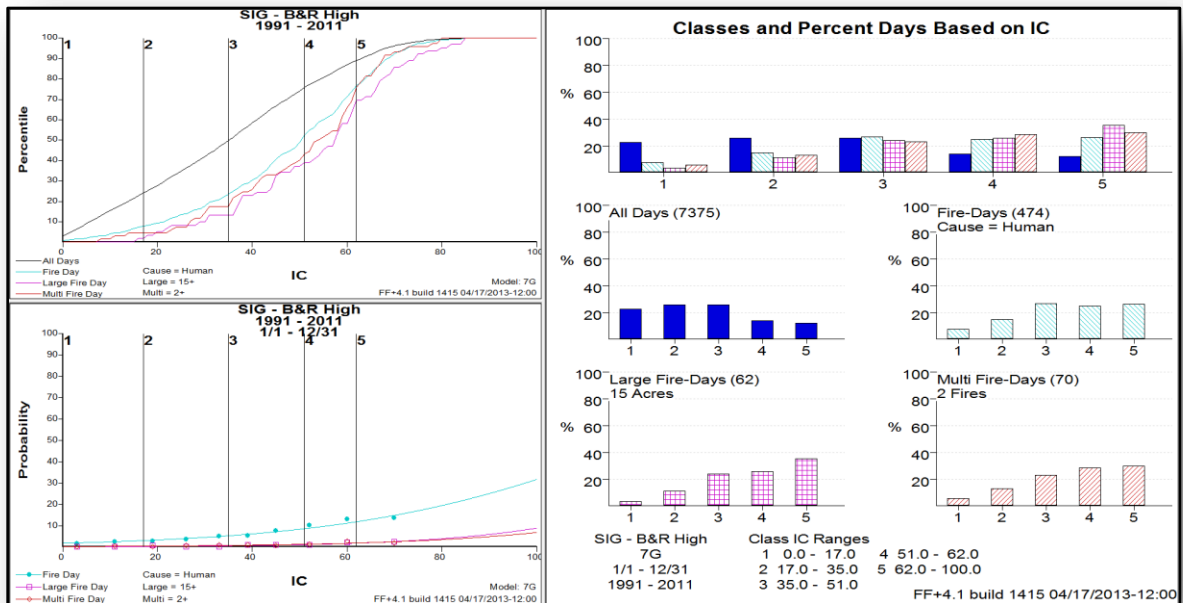 SIG - B&R High
1991 - 2011
1 2 3 4 5
100
90
80
70
60
50
40
30
20
10
Percentile
0 20 40 60 80 100
IC
All Days
Fire Day Cause = Human
Large Fire Day Large = 15+ Model: 7G
Multi Fire Day Multi = 2+ FF+4.1 build 1415 04/17/2013-12:00
SIG - B&R High
1991 - 2011
1/1 - 12/31
1 2 3 4 5
100
90
80
70
60
50
40
30
20
10
Probability
0 20 40 60 80 100
IC
Fire Day Cause = Human
Large Fire Day Large = 15+ Model: 7G
Multi Fire Day Multi = 2+ FF+4.1 build 1415 04/17/2013-12:00
Classes and Percent Days Based on IC
100
80
%
60
40
20
1 2 3 4 5
All Days (7375)
100
80
% 60
40
20
1 2 3 4 5
Fire-Days (474)
Cause = Human
100
80
% 60
40
20
1 2 3 4 5
Large Fire-Days (62)
15 Acres
100
80
% 60
40
20
1 2 3 4 5
Multi Fire-Days (70)
2 Fires
100
80
% 60
40
20
1 2 3 4 5
SIG - B&R High Class IC Ranges
7G 1 0.0 - 17.0 4 51.0 - 62.0
1/1 - 12/31 2 17.0 - 35.0 5 62.0 - 100.0
1991 - 2011 3 35.0 - 51.0
FF+4.1 build 1415 04/17/2013-12:00